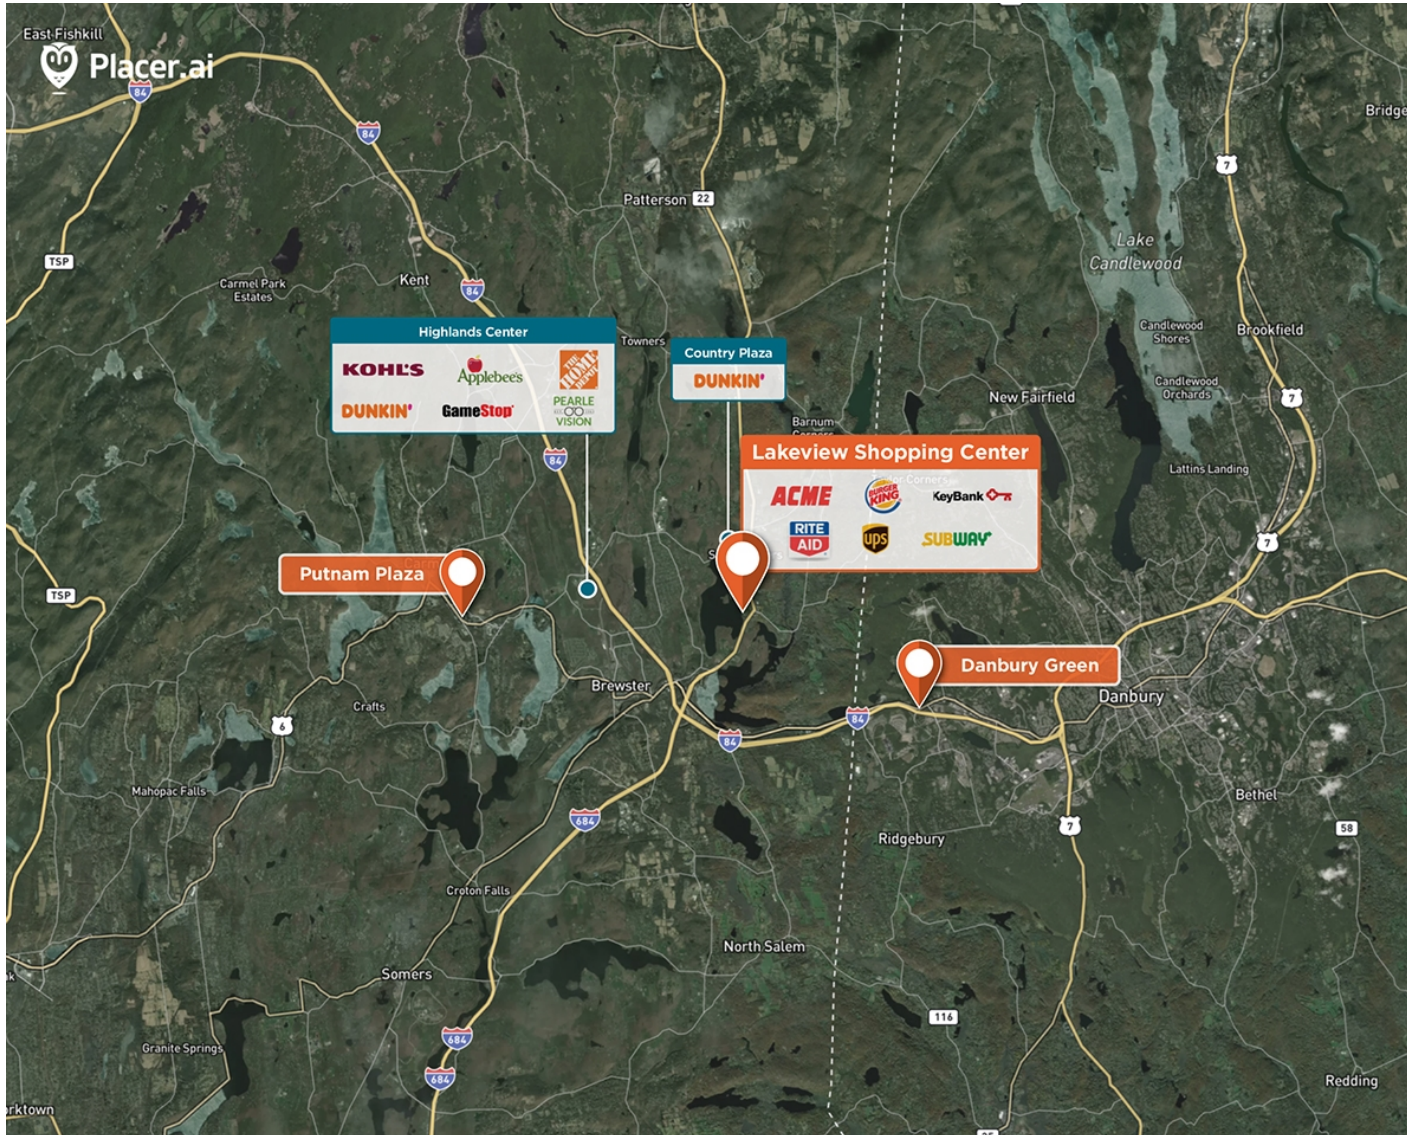 East Fishkill
Placer.ai
84
Bridge
84
7
Patterson
22
Lake
Candlewood
TSP
Kent
Carmel Park
Estates
84
Highlands Center
KOHL'S
Applebee's
THE HOME DEPOT
DUNKIN'
GameStop
PEARLE
VISION
Towners
Country Plaza
DUNKIN'
Candlewood
Shores
Brookfield
Candlewood
Orchards
7
New Fairfield
Barnum
Corners
84
Lakeview Shopping Center
Corners
ACME
BURGER KING
KeyBank
RITE
AID
ups
SUBWAY
Lattins Landing
7
Putnam Plaza
TSP
Danbury Green
Brewster
Danbury
Crafts
6
84
84
Mahopac Falls
684
Bethel
7
58
Ridgebury
Croton Falls
North Salem
Somers
116
684
Granite Springs
684
Redding
orktown